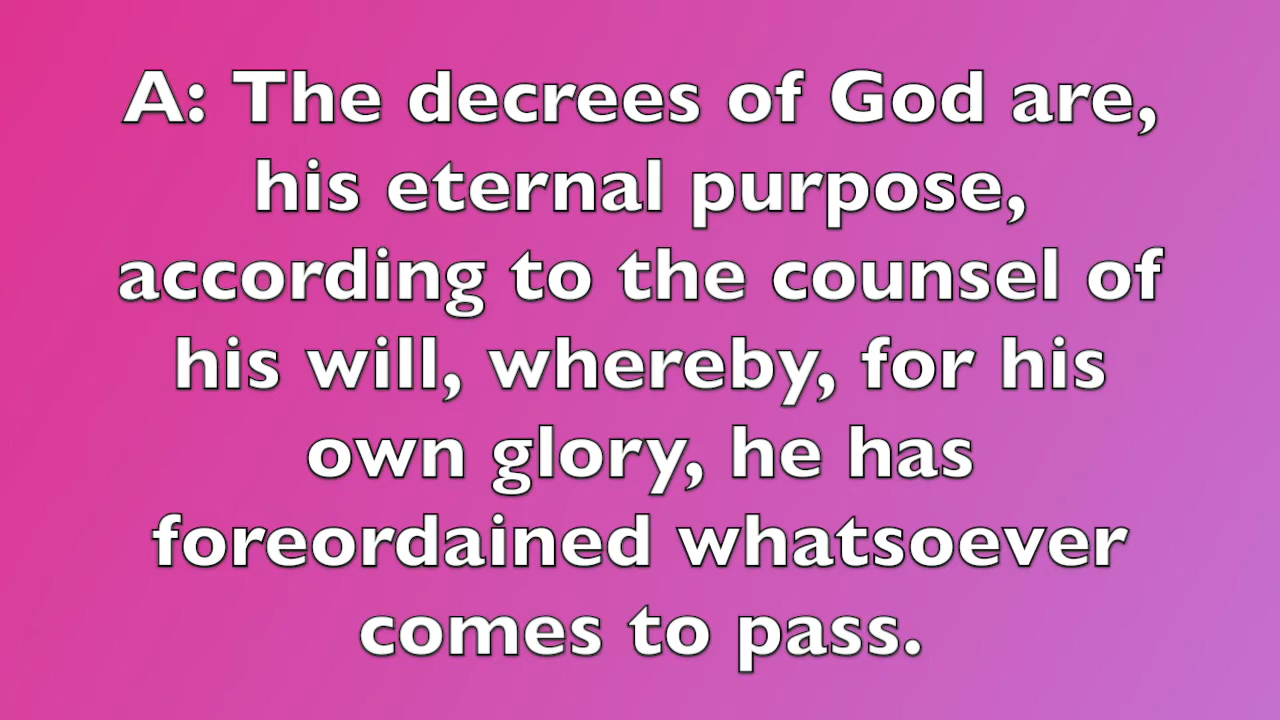 A: The decrees of God are,
his eternal purpose,
according to the counsel of
his will, whereby, for his
own glory, he has
foreordained whatsoever
comes to pass.